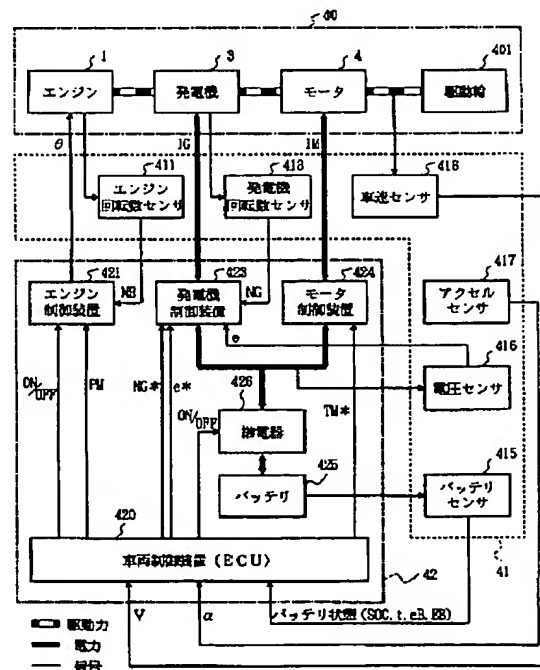 40
1
3
4
401
エンジン
発電機
モータ
駆動輪
θ
IG
IM
411
413
418
エンジン
回転数センサ
発電機
回転数センサ
車速センサ
421
423
424
417
エンジン
制御装置
NE
発電機
制御装置
NG
モータ
制御装置
アクセル
センサ
e
416
電圧センサ
ON/OFF
PW
NG*
e*
ON/OFF
426
継電器
TM*
425
バッテリ
415
バッテリ
センサ
420
車両制御装置(ECU)
42
41
V
α
バッテリ状態(SOC.t.eB.EB)
駆動力
電力
信号